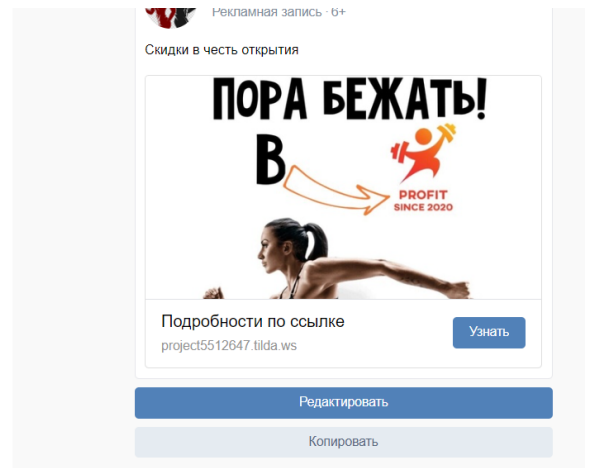 Рекламная запись · 6+
Скидки в честь открытия
ПОРА БЕЖАТЬ!
В
PROFIT
SINCE 2020
Подробности по ссылке
project5512647.tilda.ws
Узнать
Редактировать
Копировать